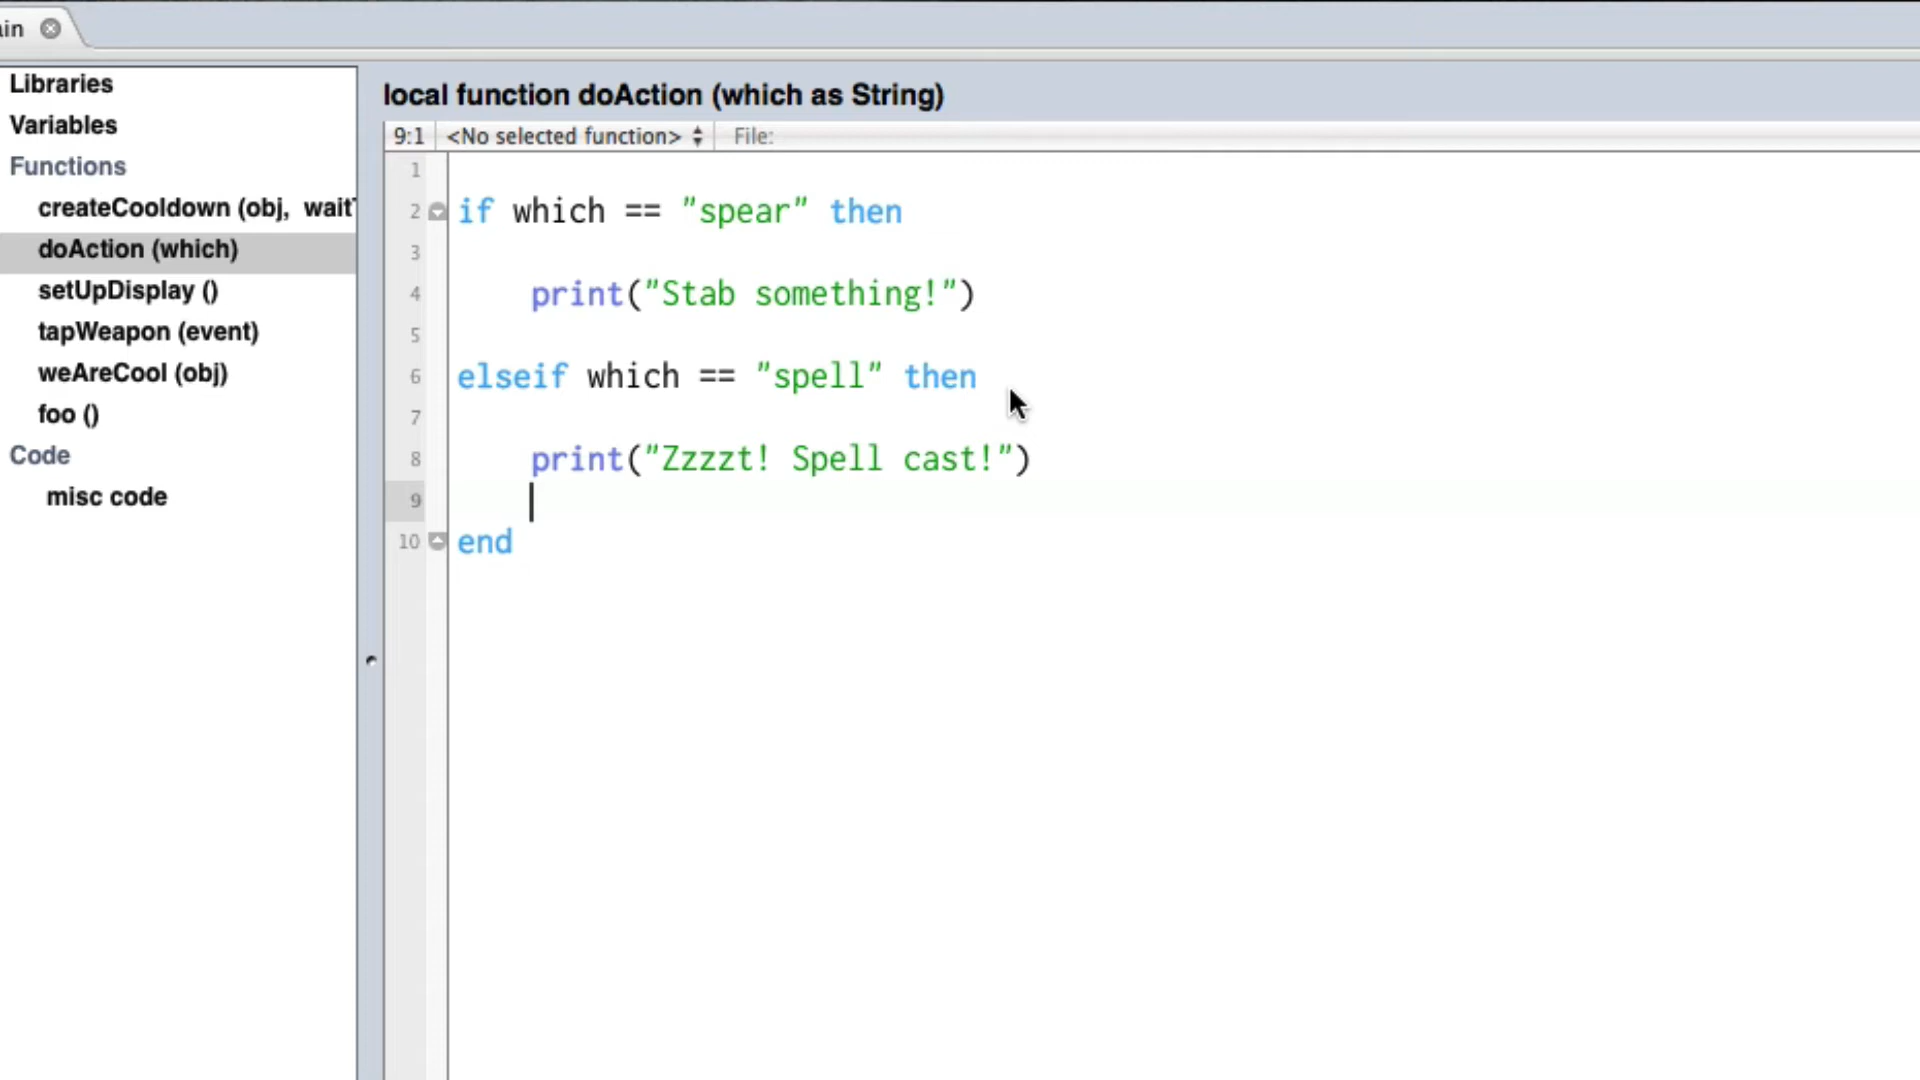 ain
Libraries
Variables
Functions
createCooldown (obj, wait
doAction (which)
setUpDisplay ()
tapWeapon (event)
weAreCool (obj)
foo ()
Code
misc code
local function doAction (which as String)
9:1 <No selected function> File:
1
2 if which == "spear" then
3
4 print("Stab something!")
5
6 elseif which == "spell" then
7
8 print("Zzzzt! Spell cast!")
9
10 end